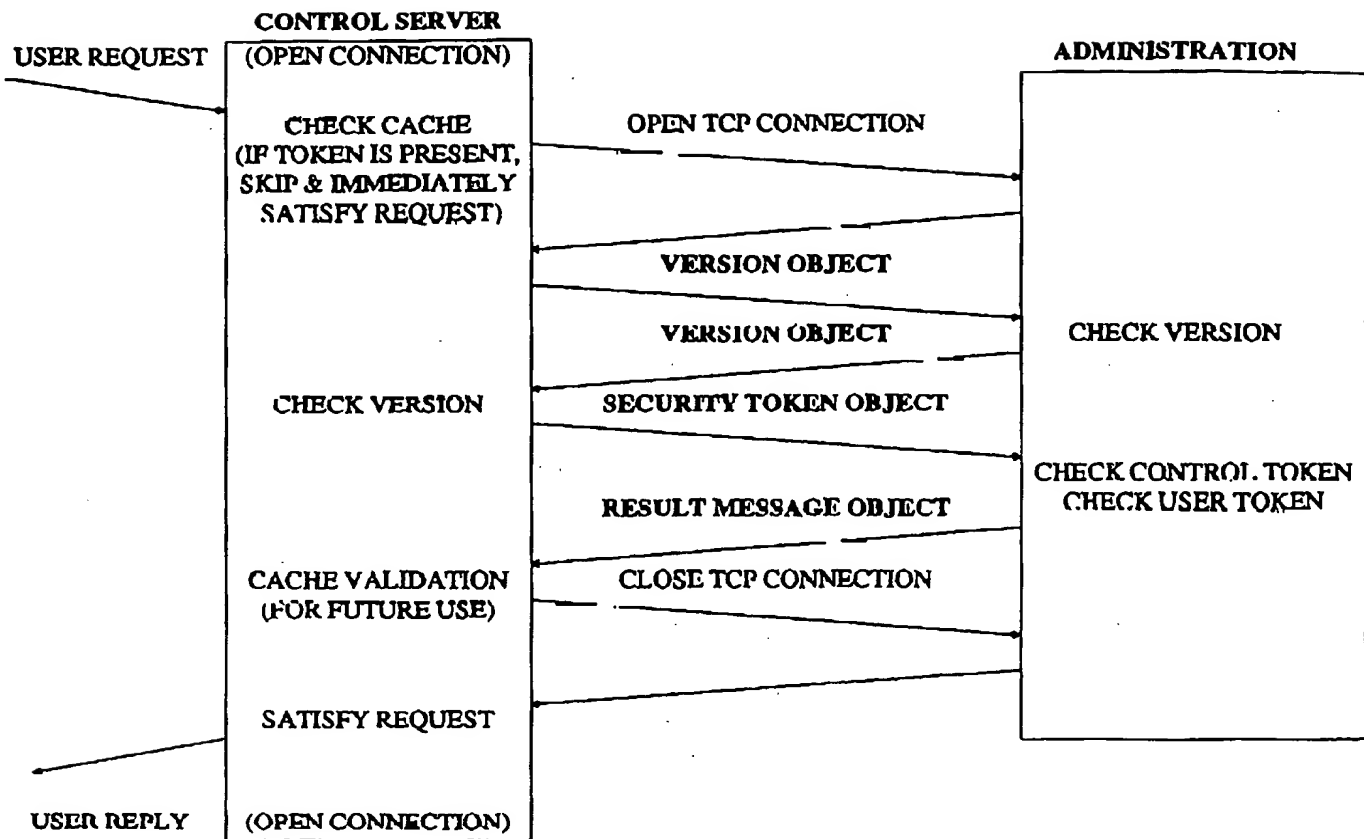 CONTROL SERVER
USER REQUEST
(OPEN CONNECTION)
ADMINISTRATION
CHECK CACHE
(IF TOKEN IS PRESENT,
SKIP & IMMEDIATELY
SATISFY REQUEST)
OPEN TCP CONNECTION
VERSION OBJECT
VERSION OBJECT
CHECK VERSION
CHECK VERSION
SECURITY TOKEN OBJECT
CHECK CONTROL TOKEN
CHECK USER TOKEN
RESULT MESSAGE OBJECT
CACHE VALIDATION
(FOR FUTURE USE)
CLOSE TCP CONNECTION
SATISFY REQUEST
USER REPLY
(OPEN CONNECTION)